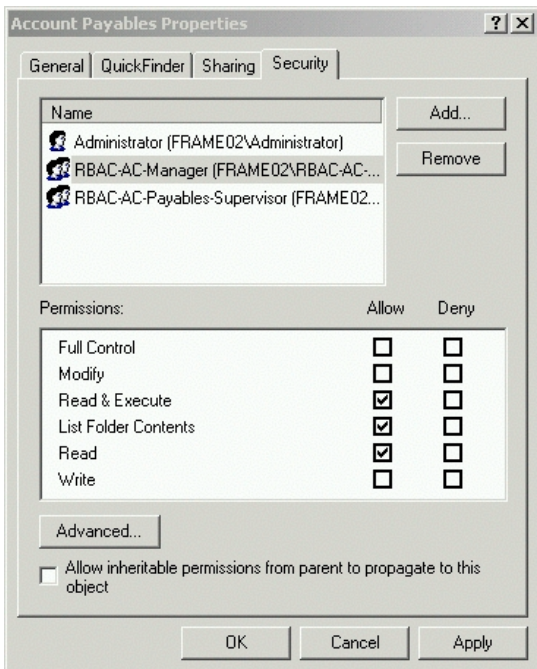 Account Payables Properties
General QuickFinder Sharing Security
Name
Administrator (FRAME02\Administrator)
RBAC-AC-Manager (FRAME02\RBAC-AC-...
RBAC-AC-Payables-Supervisor (FRAME02...
Add...
Remove
Permissions: Allow Deny
Full Control
Modify
Read & Execute
List Folder Contents
Read
Write
Advanced...
Allow inheritable permissions from parent to propagate to this
object
OK Cancel Apply